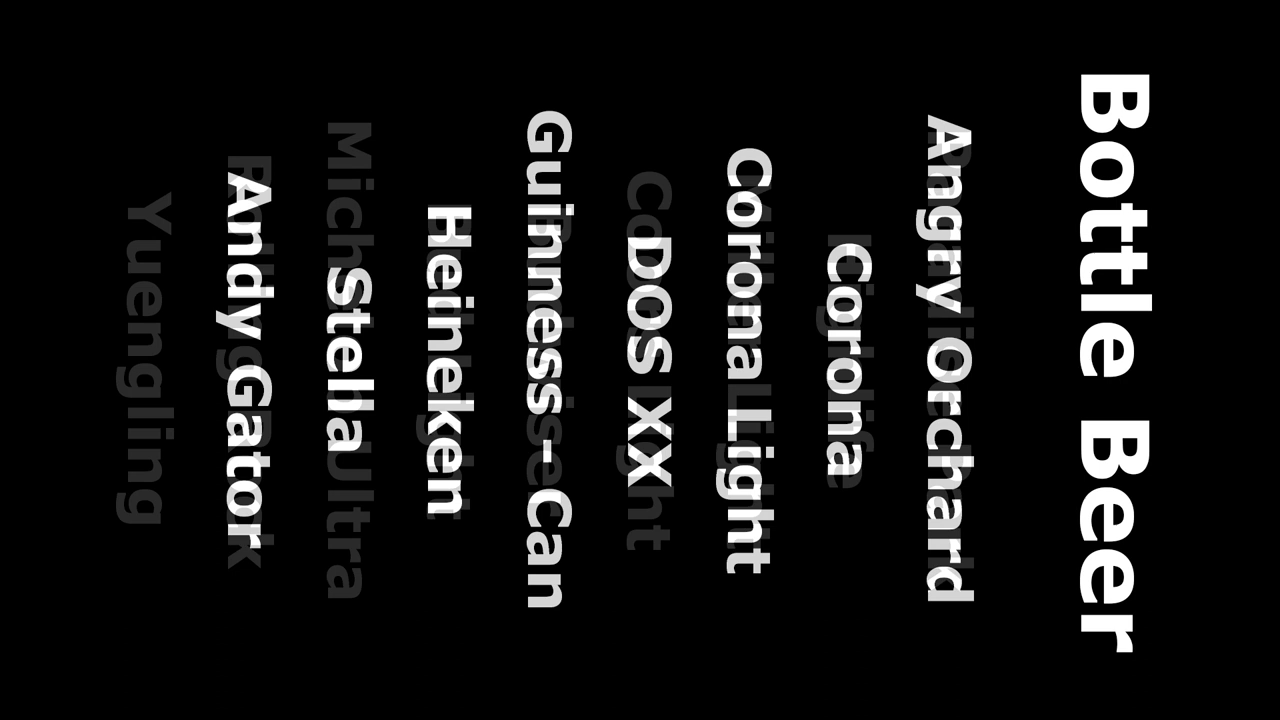 Bottle Beer
Angry Orchard
Corona
Corona Light
DOS XX
Guinness - Can
Heineken
Stella
Andy Gator
Michelob Ultra
Yuengling